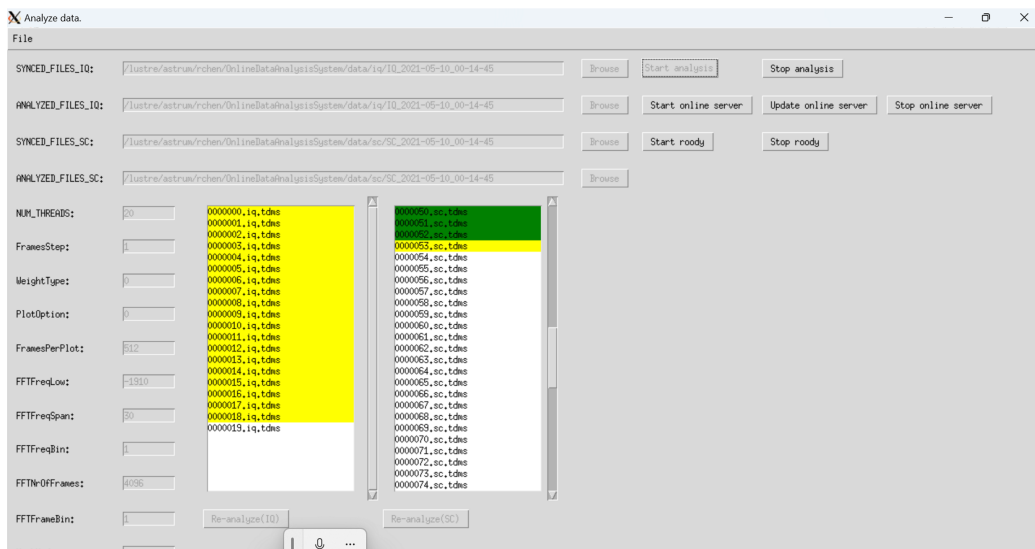 Analyze data.
File
SYNCED_FILES_IQ: /lustre/astrum/rchen/OnlineDataAnalysisSystem/data/iq/IQ_2021-05-10_00-14-45 Browse Start analysis Stop analysis
ANALYZED_FILES_IQ: /lustre/astrum/rchen/OnlineDataAnalysisSystem/data/iq/IQ_2021-05-10_00-14-45 Browse Start online server Update online server Stop online server
SYNCED_FILES_SC: /lustre/astrum/rchen/OnlineDataAnalysisSystem/data/sc/SC_2021-05-10_00-14-45 Browse Start roody Stop roody
ANALYZED_FILES_SC: /lustre/astrum/rchen/OnlineDataAnalysisSystem/data/sc/SC_2021-05-10_00-14-45 Browse
NUM_THREADS: 20
FramesStep: 1
WeightType: 0
PlotOption: 0
FramesPerPlot: 512
FFTFreqLow: -1910
FFTFreqSpan: 30
FFTFreqBin: 1
FFTNrOfFrames: 4096
FFTFrameBin: 1
0000000.iq.tdms
0000001.iq.tdms
0000002.iq.tdms
0000003.iq.tdms
0000004.iq.tdms
0000005.iq.tdms
0000006.iq.tdms
0000007.iq.tdms
0000008.iq.tdms
0000009.iq.tdms
0000010.iq.tdms
0000011.iq.tdms
0000012.iq.tdms
0000013.iq.tdms
0000014.iq.tdms
0000015.iq.tdms
0000016.iq.tdms
0000017.iq.tdms
0000018.iq.tdms
0000019.iq.tdms
Re-analyze(IQ)
0000050.sc.tdms
0000051.sc.tdms
0000052.sc.tdms
0000053.sc.tdms
0000054.sc.tdms
0000055.sc.tdms
0000056.sc.tdms
0000057.sc.tdms
0000058.sc.tdms
0000059.sc.tdms
0000060.sc.tdms
0000061.sc.tdms
0000062.sc.tdms
0000063.sc.tdms
0000064.sc.tdms
0000065.sc.tdms
0000066.sc.tdms
0000067.sc.tdms
0000068.sc.tdms
0000069.sc.tdms
0000070.sc.tdms
0000071.sc.tdms
0000072.sc.tdms
0000073.sc.tdms
0000074.sc.tdms
Re-analyze(SC)